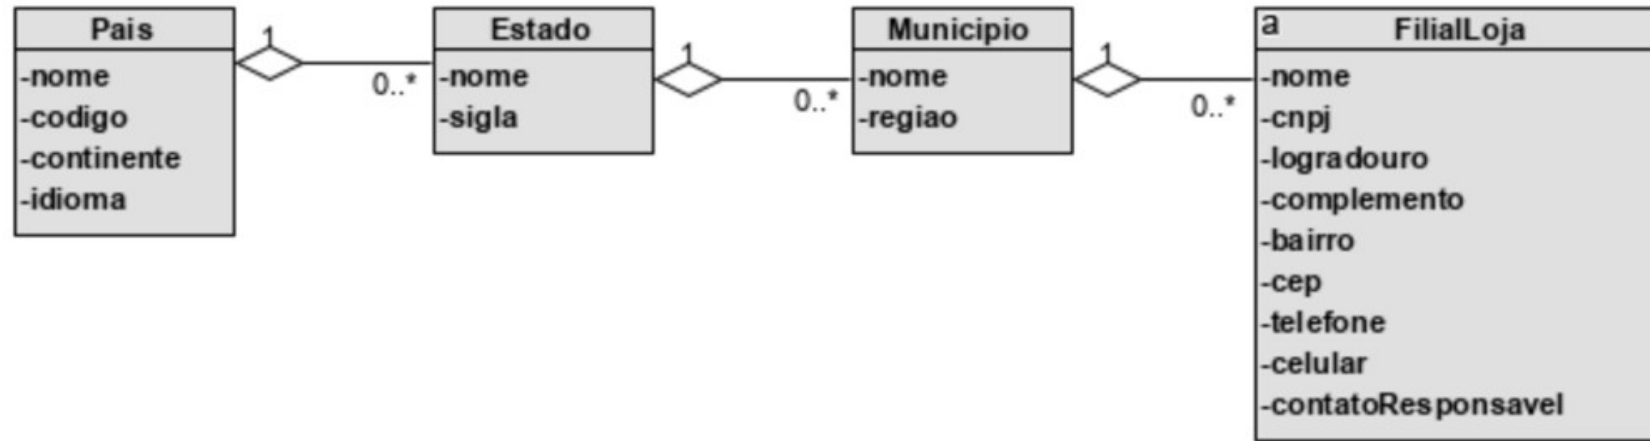 Pais
-nome
-codigo
-continente
-idioma
1
0..*
Estado
-nome
-sigla
1
0..*
Municipio
-nome
-regiao
1
0..*
a FilialLoja
-nome
-cnpj
-logradouro
-complemento
-bairro
-cep
-telefone
-celular
-contatoResponsavel